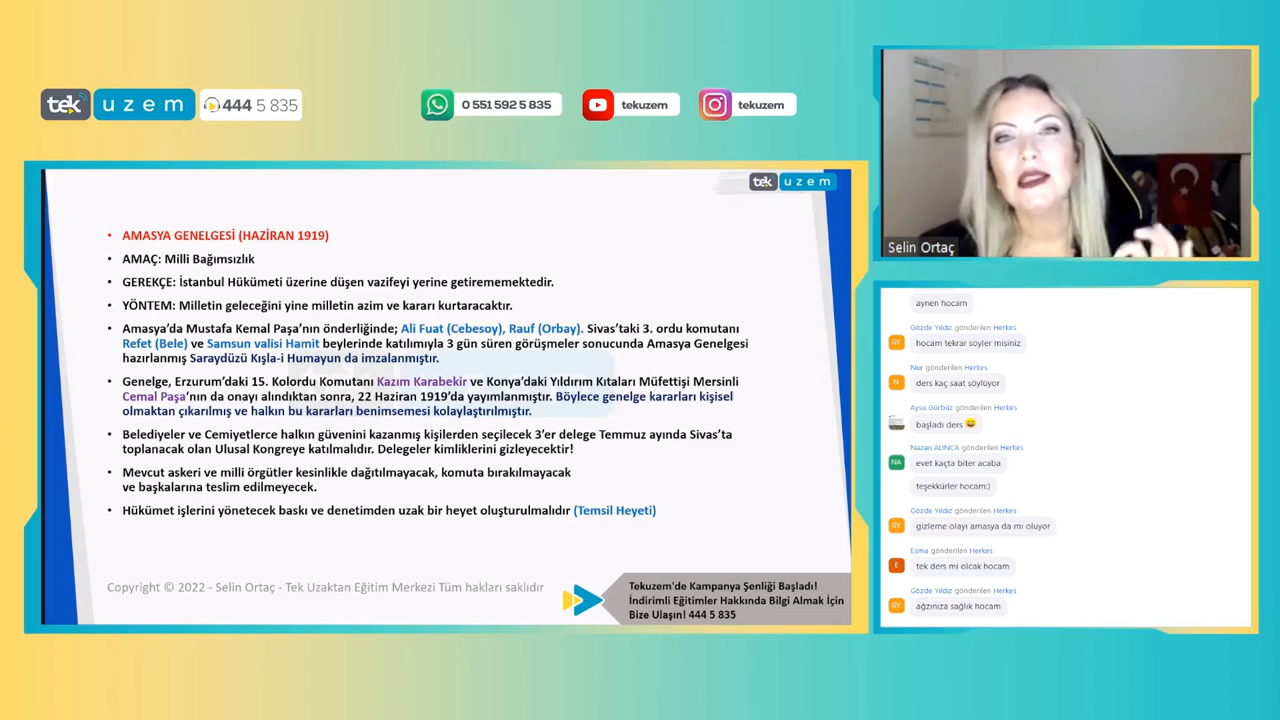 tek uzem 444 5 835
0 551 592 5 835
tekuzem
tekuzem
tek uzem
• AMASYA GENELGESİ (HAZİRAN 1919)
• AMAÇ: Milli Bağımsızlık
• GEREKÇE: İstanbul Hükümeti üzerine düşen vazifeyi yerine getirememektedir.
• YÖNTEM: Milletin geleceğini yine milletin azim ve kararı kurtaracaktır.
• Amasya’da Mustafa Kemal Paşa’nın önderliğinde; Ali Fuat (Cebesoy), Rauf (Orbay). Sivas’taki 3. ordu komutanı
Refet (Bele) ve Samsun valisi Hamit beylerinde katılımıyla 3 gün süren görüşmeler sonucunda Amasya Genelgesi
hazırlanmış Saraydüzü Kışla-i Humayun da imzalanmıştır.
• Genelge, Erzurum’daki 15. Kolordu Komutanı Kazım Karabekir ve Konya’daki Yıldırım Kıtaları Müfettişi Mersinli
Cemal Paşa‘nın da onayı alındıktan sonra, 22 Haziran 1919’da yayımlanmıştır. Böylece genelge kararları kişisel
olmaktan çıkarılmış ve halkın bu kararları benimsemesi kolaylaştırılmıştır.
• Belediyeler ve Cemiyetlerce halkın güvenini kazanmış kişilerden seçilecek 3’er delege Temmuz ayında Sivas’ta
toplanacak olan Ulusal Kongreye katılmalıdır. Delegeler kimliklerini gizleyecektir!
• Mevcut askeri ve milli örgütler kesinlikle dağıtılmayacak, komuta bırakılmayacak
ve başkalarına teslim edilmeyecek.
• Hükümet işlerini yönetecek baskı ve denetimden uzak bir heyet oluşturulmalıdır (Temsil Heyeti)
Copyright © 2022 - Selin Ortaç - Tek Uzaktan Eğitim Merkezi Tüm hakları saklıdır
Tekuzem'de Kampanya Şenliği Başladı!
İndirimli Eğitimler Hakkında Bilgi Almak İçin
Bize Ulaşın! 444 5 835
Selin Ortaç
aynen hocam
Gözde Yıldız gönderilen Herkes
GY hocam tekrar söyler misiniz
Nur gönderilen Herkes
N ders kaç saat söylüyor
Aysu Gürbüz gönderilen Herkes
başladı ders 😄
Nazan ALINCA gönderilen Herkes
NA evet kaçta biter acaba
teşekkürler hocam:)
Gözde Yıldız gönderilen Herkes
GY gizleme olayı amasya da mı oluyor
Esma gönderilen Herkes
E tek ders mi olcak hocam
Gözde Yıldız gönderilen Herkes
GY ağzınıza sağlık hocam